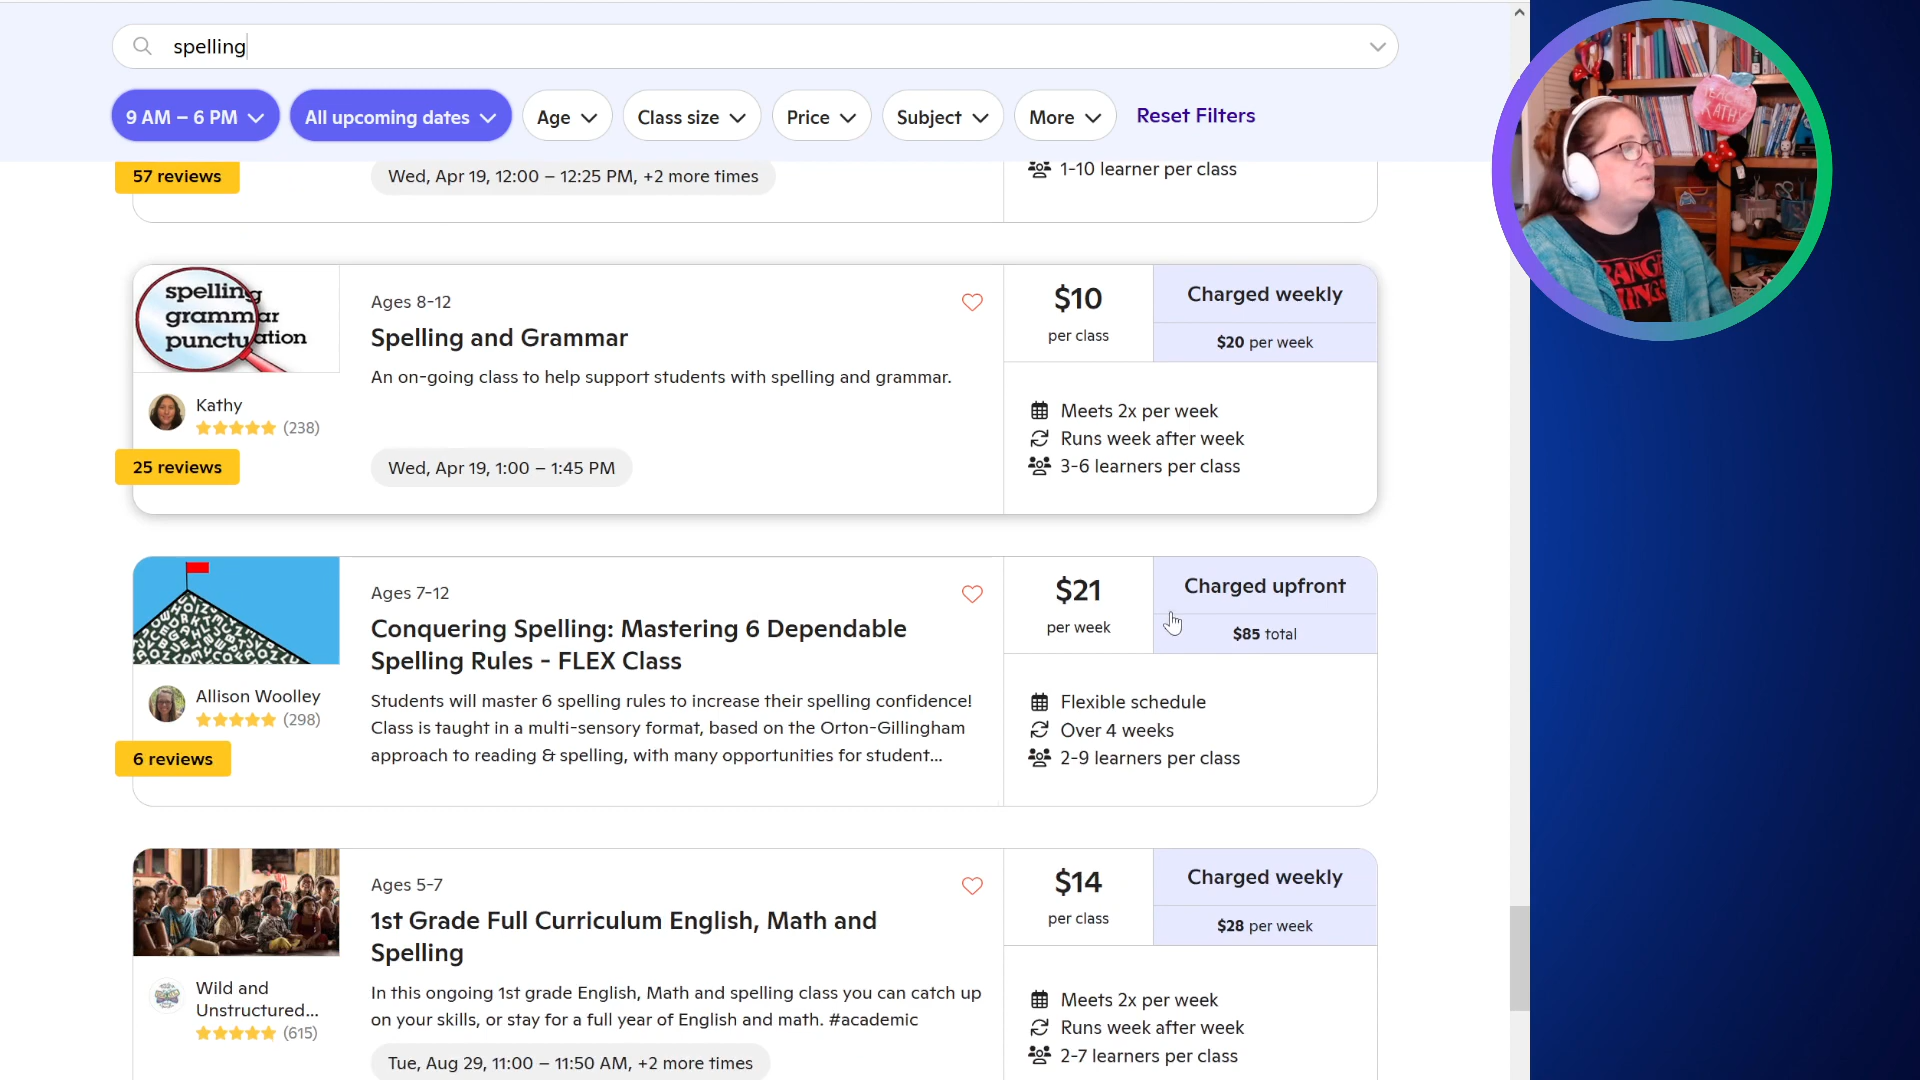 spelling
9 AM – 6 PM
All upcoming dates
Age
Class size
Price
Subject
More
Reset Filters
57 reviews
Wed, Apr 19, 12:00 – 12:25 PM, +2 more times
1-10 learner per class
spelling
grammar
punctuation
Ages 8-12
Spelling and Grammar
An on-going class to help support students with spelling and grammar.
Kathy
(238)
25 reviews
Wed, Apr 19, 1:00 – 1:45 PM
$10
per class
Charged weekly
$20 per week
Meets 2x per week
Runs week after week
3-6 learners per class
Ages 7-12
Conquering Spelling: Mastering 6 Dependable
Spelling Rules - FLEX Class
Students will master 6 spelling rules to increase their spelling confidence!
Class is taught in a multi-sensory format, based on the Orton-Gillingham
approach to reading & spelling, with many opportunities for student...
Allison Woolley
(298)
6 reviews
$21
per week
Charged upfront
$85 total
Flexible schedule
Over 4 weeks
2-9 learners per class
Ages 5-7
1st Grade Full Curriculum English, Math and
Spelling
In this ongoing 1st grade English, Math and spelling class you can catch up
on your skills, or stay for a full year of English and math. #academic
Wild and
Unstructured...
(615)
Tue, Aug 29, 11:00 – 11:50 AM, +2 more times
$14
per class
Charged weekly
$28 per week
Meets 2x per week
Runs week after week
2-7 learners per class
KATHY